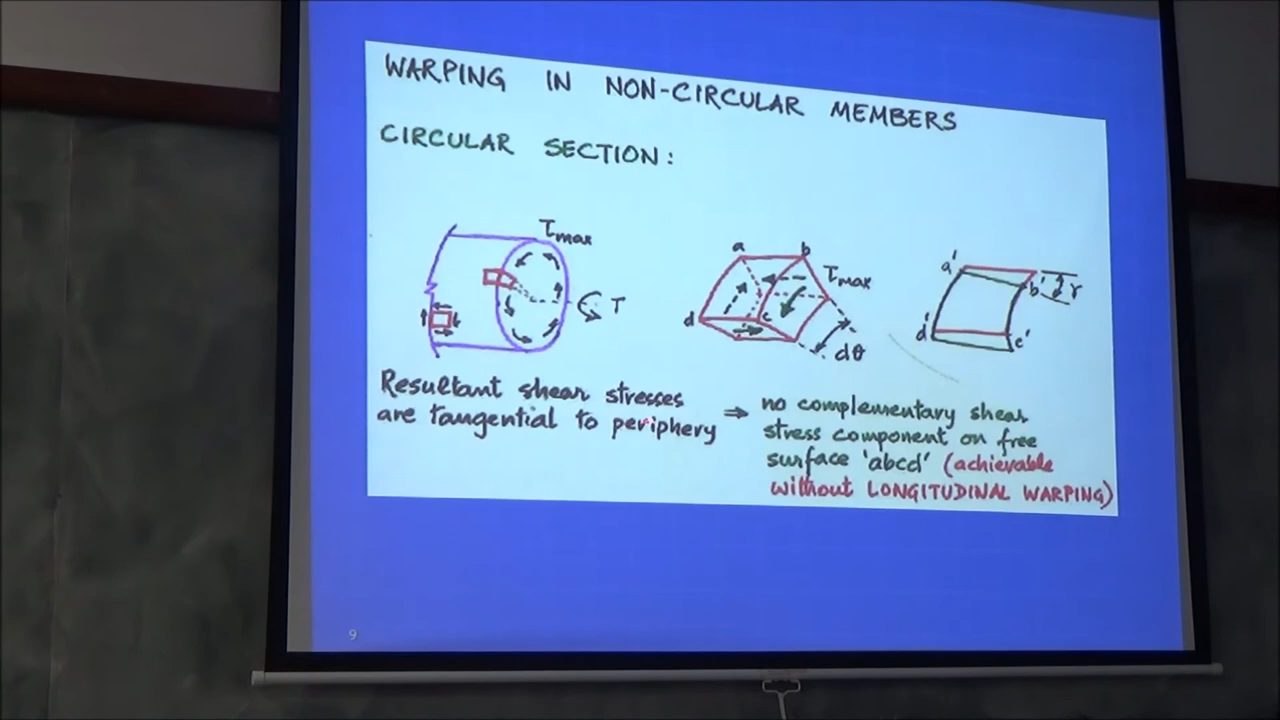 WARPING IN NON-CIRCULAR MEMBERS
CIRCULAR SECTION:
τmax
T
a b
τmax
d c
dθ
a'
b'
γ
d'
c'
Resultant shear stresses
are tangential to periphery
⇒ no complementary shear
stress component on free
surface 'abcd' (achievable
without LONGITUDINAL WARPING)
9